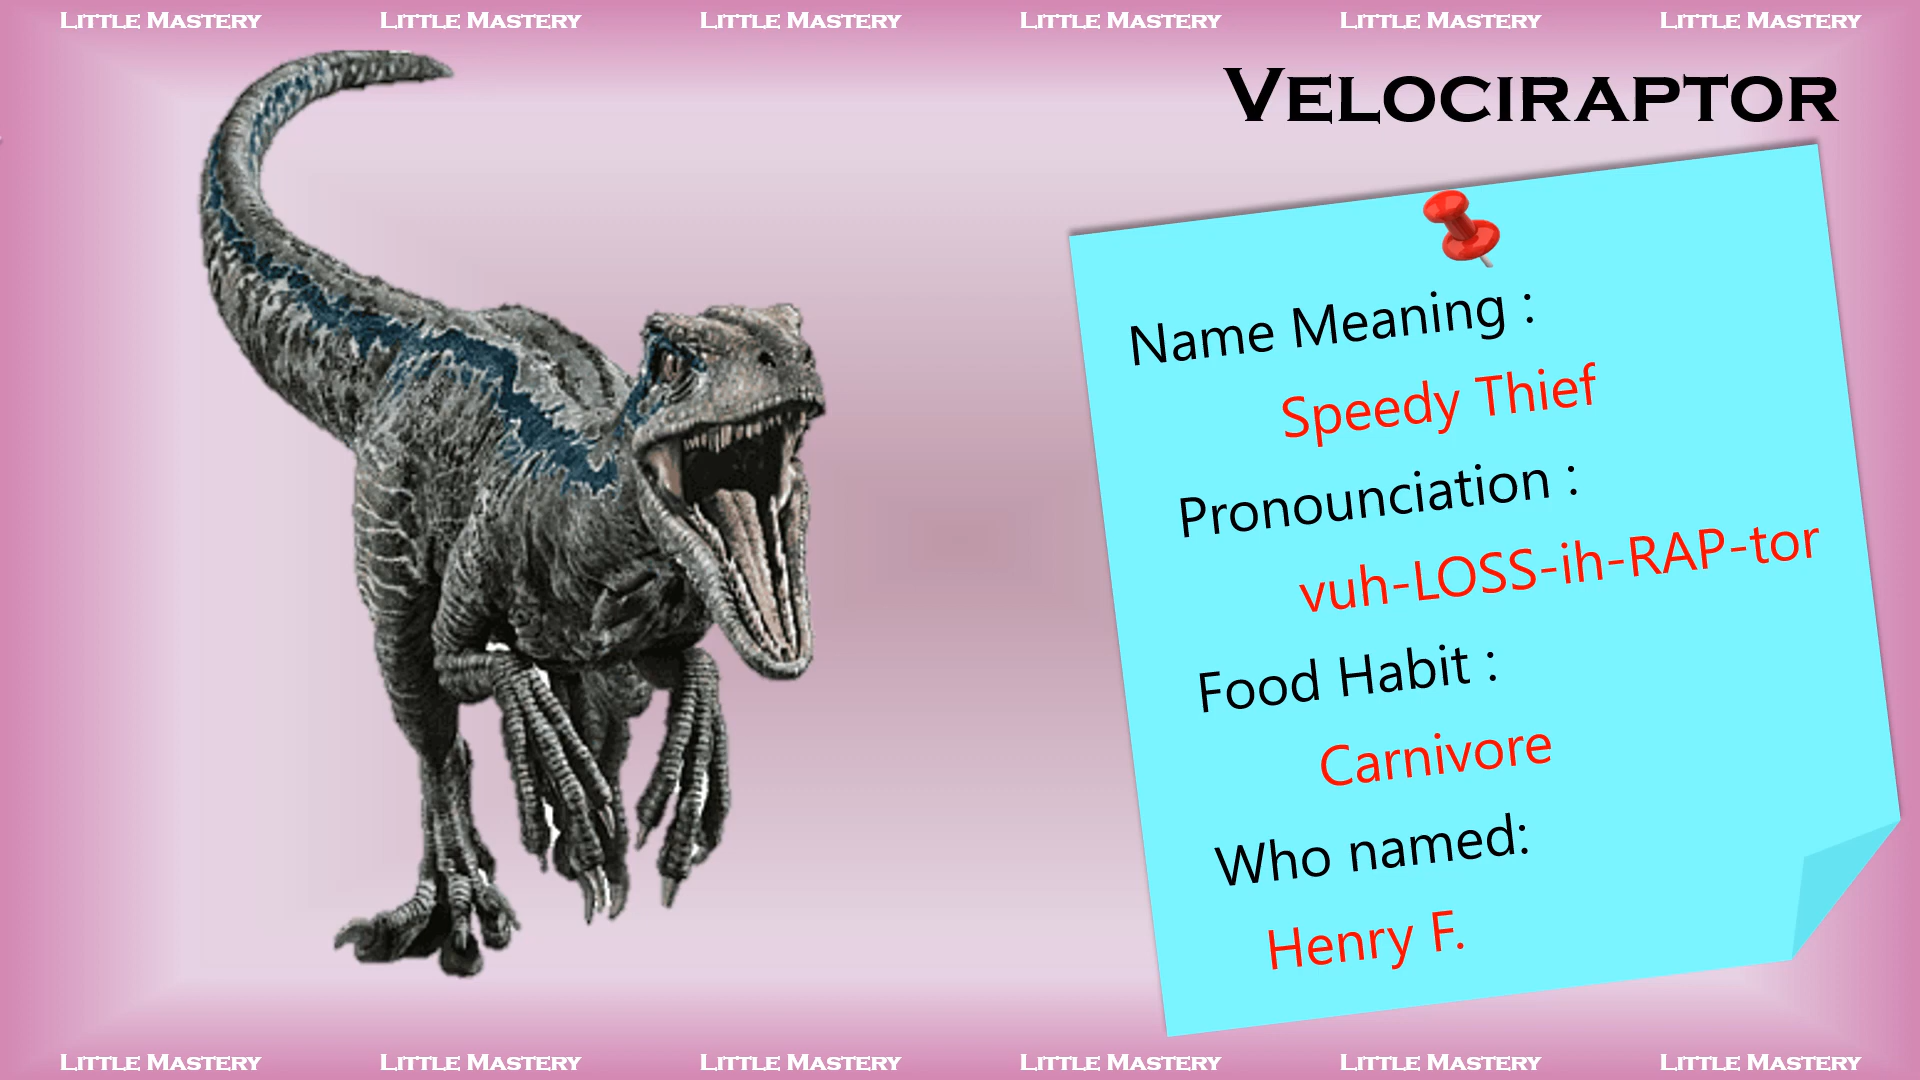 LITTLE MASTERY LITTLE MASTERY LITTLE MASTERY LITTLE MASTERY LITTLE MASTERY LITTLE MASTERY
VELOCIRAPTOR
Name Meaning :
Speedy Thief
Pronounciation :
vuh-LOSS-ih-RAP-tor
Food Habit :
Carnivore
Who named:
Henry F.
LITTLE MASTERY LITTLE MASTERY LITTLE MASTERY LITTLE MASTERY LITTLE MASTERY LITTLE MASTERY